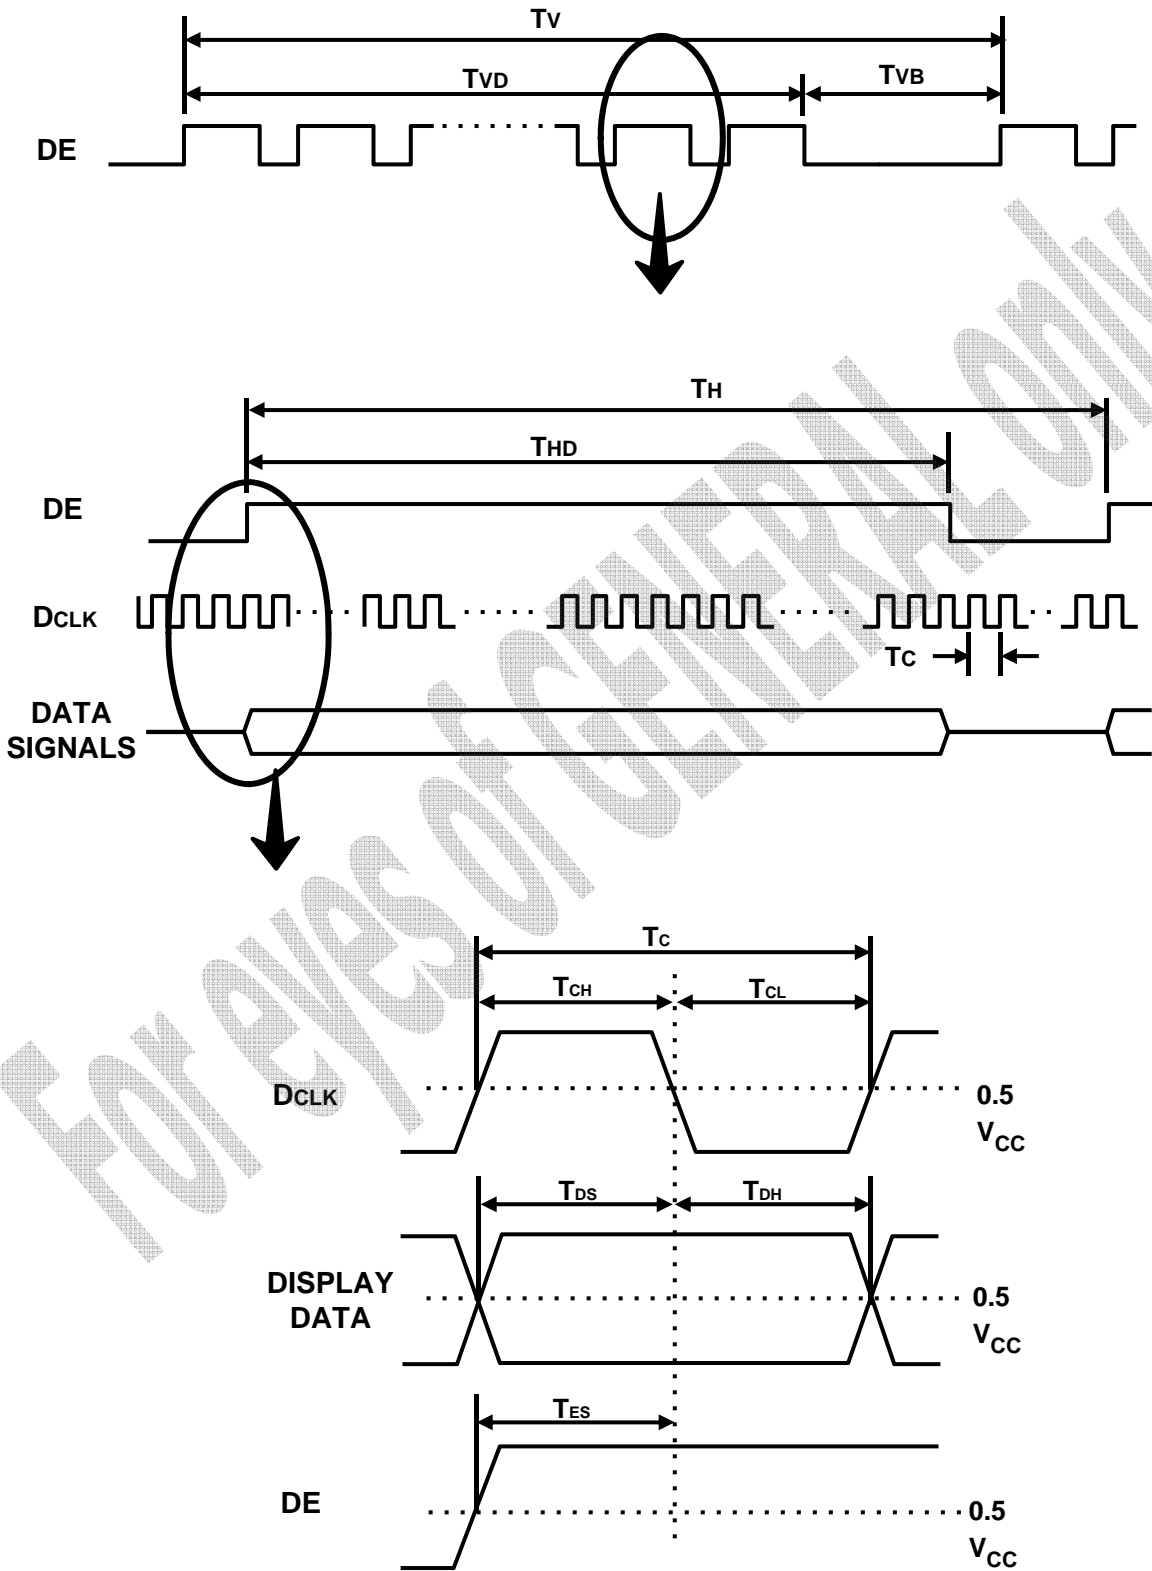 TV
TVD
TVB
DE
TH
THD
DE
DCLK
TC
DATA
SIGNALS
TC
TCH
TCL
DCLK
0.5
VCC
TDS
TDH
DISPLAY
DATA
0.5
VCC
TES
DE
0.5
VCC
For eyes of GENERAL only